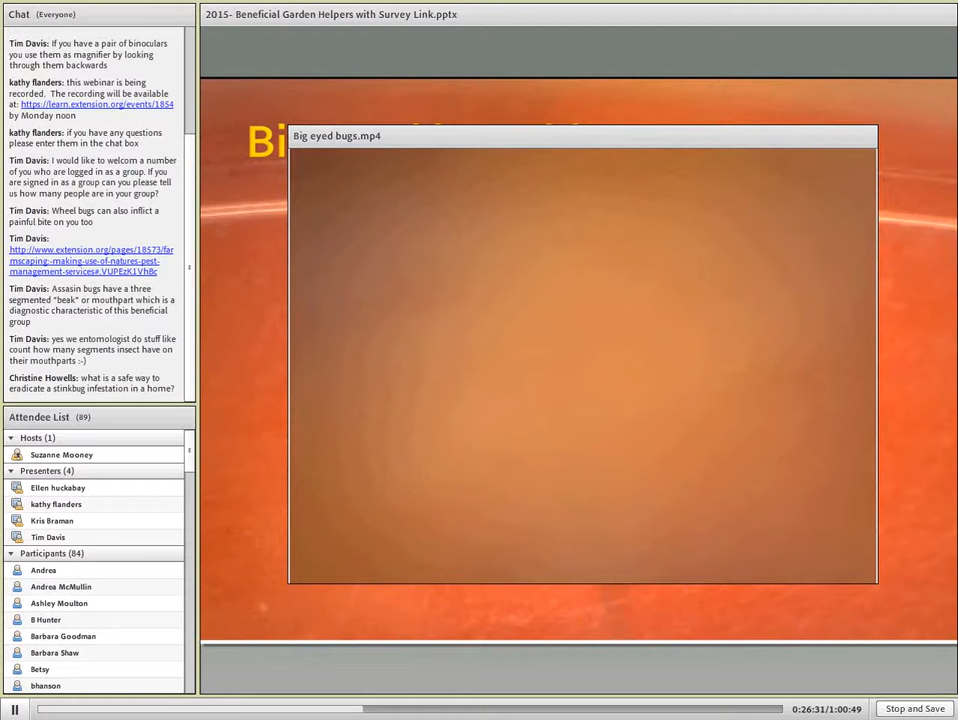 Chat (Everyone)
2015- Beneficial Garden Helpers with Survey Link.pptx
Tim Davis: If you have a pair of binoculars
you use them as magnifier by looking
through them backwards
kathy flanders: this webinar is being
recorded. The recording will be available
at: https://learn.extension.org/events/1854
by Monday noon
kathy flanders: if you have any questions
please enter them in the chat box
Tim Davis: I would like to welcom a number
of you who are logged in as a group. If you
are signed in as a group can you please tell
us how many people are in your group?
Tim Davis: Wheel bugs can also inflict a
painful bite on you too
Tim Davis:
http://www.extension.org/pages/18573/far
mscaping:-making-use-of-natures-pest-
management-services#.VUPEzK1VhBc
Tim Davis: Assasin bugs have a three
segmented "beak" or mouthpart which is a
diagnostic characteristic of this beneficial
group
Tim Davis: yes we entomologist do stuff like
count how many segments insect have on
their mouthparts :-)
Christine Howells: what is a safe way to
eradicate a stinkbug infestation in a home?
Bi
Big eyed bugs.mp4
Attendee List (89)
Hosts (1)
Suzanne Mooney
Presenters (4)
Ellen huckabay
kathy flanders
Kris Braman
Tim Davis
Participants (84)
Andrea
Andrea McMullin
Ashley Moulton
B Hunter
Barbara Goodman
Barbara Shaw
Betsy
bhanson
0:26:31/1:00:49
Stop and Save